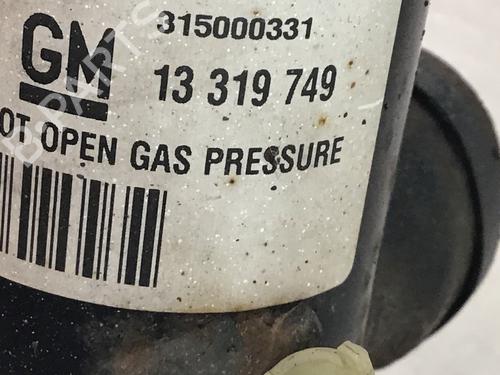 315000331
GM 13 319 749
OT OPEN GAS PRESSURE